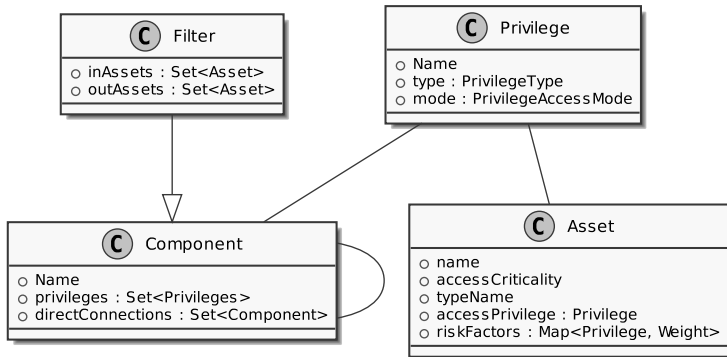 C Filter
inAssets : Set<Asset>
outAssets : Set<Asset>
C Privilege
Name
type : PrivilegeType
mode : PrivilegeAccessMode
C Component
Name
privileges : Set<Privileges>
directConnections : Set<Component>
C Asset
name
accessCriticality
typeName
accessPrivilege : Privilege
riskFactors : Map<Privilege, Weight>